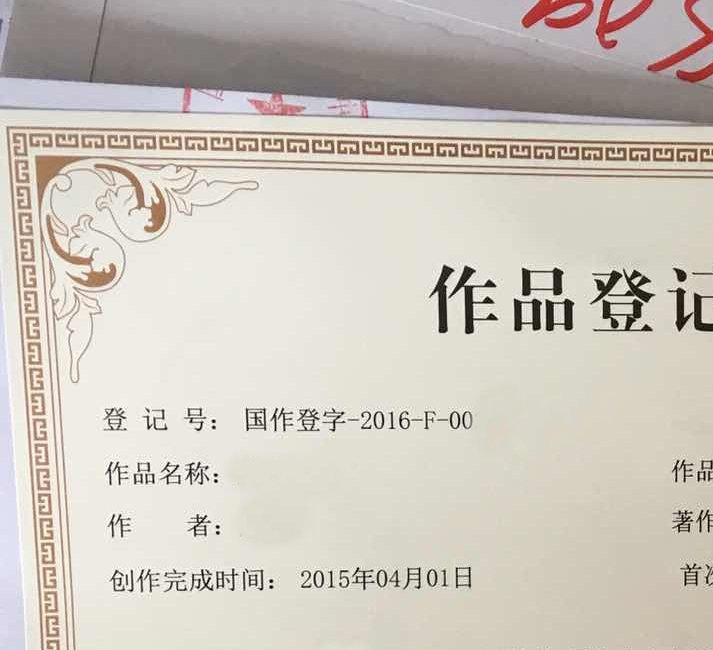 作品登记
登记号：国作登字-2016-F-00
作品名称：
作品
作者：
著作
创作完成时间：2015年04月01日
首次